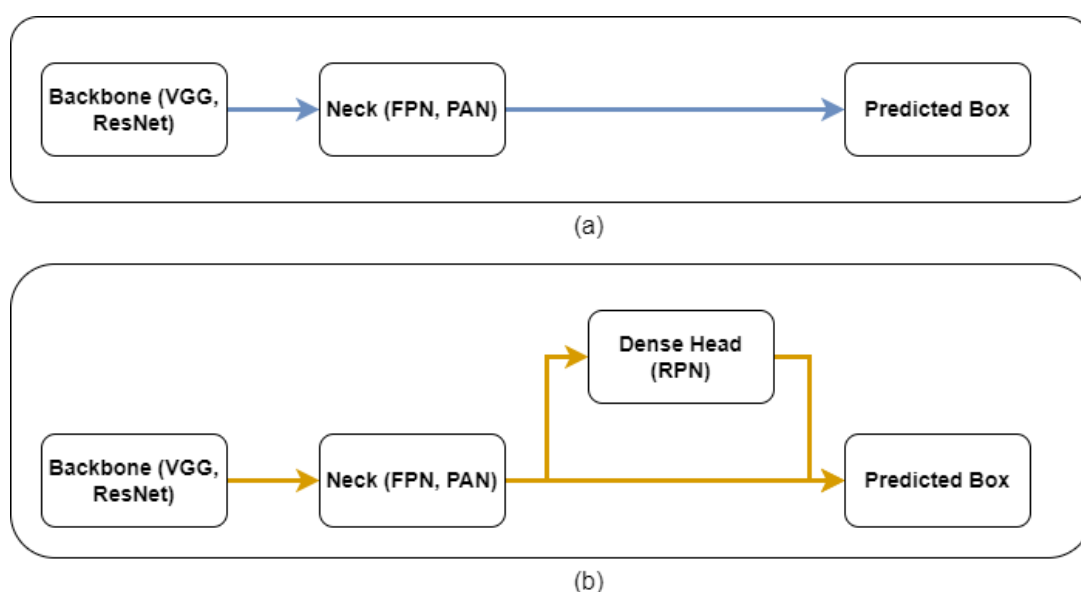 Backbone (VGG,
ResNet)
Neck (FPN, PAN)
Predicted Box
(a)
Dense Head
(RPN)
Backbone (VGG,
ResNet)
Neck (FPN, PAN)
Predicted Box
(b)